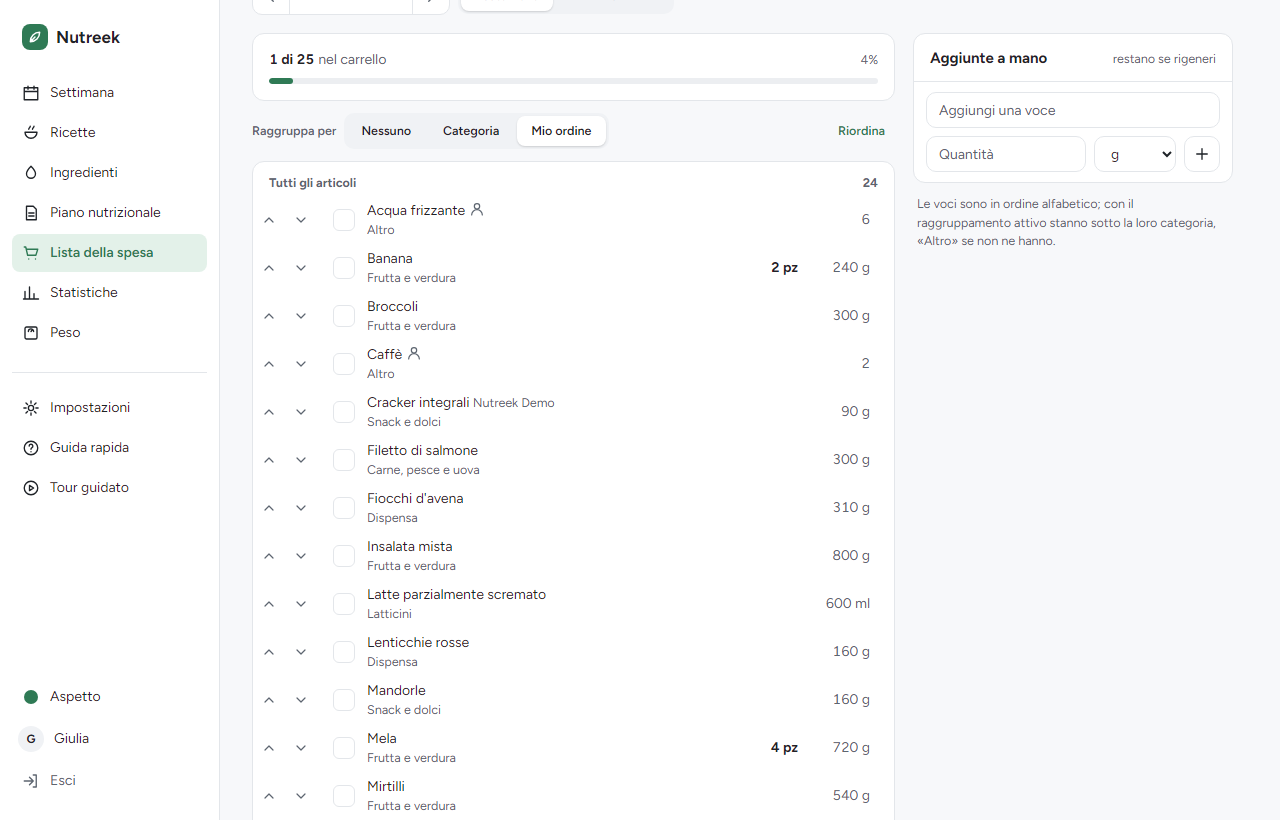 Nutreek
Settimana
Ricette
Ingredienti
Piano nutrizionale
Lista della spesa
Statistiche
Peso
Impostazioni
Guida rapida
Tour guidato
Aspetto
G Giulia
Esci
1 di 25 nel carrello 4%
Raggruppa per Nessuno Categoria Mio ordine Riordina
Tutti gli articoli 24
Acqua frizzante 6
Altro
Banana 2 pz 240 g
Frutta e verdura
Broccoli 300 g
Frutta e verdura
Caffè 2
Altro
Cracker integrali Nutreek Demo 90 g
Snack e dolci
Filetto di salmone 300 g
Carne, pesce e uova
Fiocchi d'avena 310 g
Dispensa
Insalata mista 800 g
Frutta e verdura
Latte parzialmente scremato 600 ml
Latticini
Lenticchie rosse 160 g
Dispensa
Mandorle 160 g
Snack e dolci
Mela 4 pz 720 g
Frutta e verdura
Mirtilli 540 g
Frutta e verdura
Aggiunte a mano restano se rigeneri
Aggiungi una voce
Quantità g
Le voci sono in ordine alfabetico; con il
raggruppamento attivo stanno sotto la loro categoria,
«Altro» se non ne hanno.